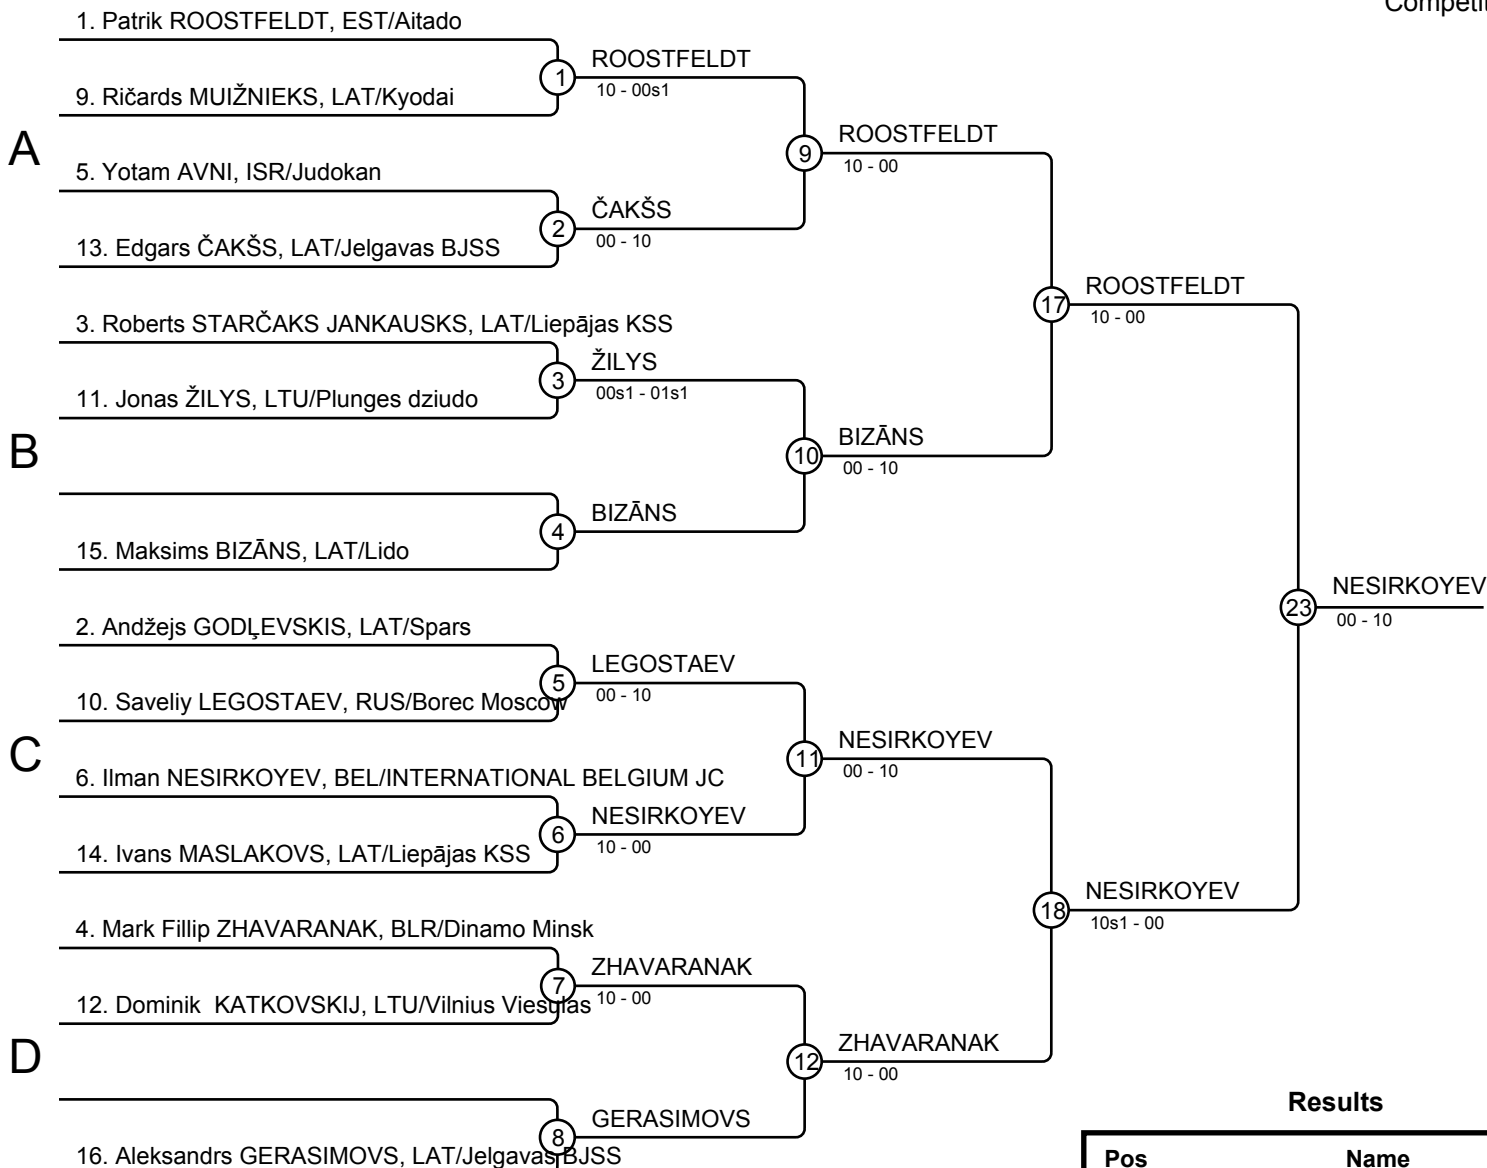 Competit
1. Patrik ROOSTFELDT, EST/Aitado
ROOSTFELDT
1
10 - 00s1
9. Ričards MUIŽNIEKS, LAT/Kyodai
ROOSTFELDT
A
9
10 - 00
5. Yotam AVNI, ISR/Judokan
ČAKŠS
2
00 - 10
13. Edgars ČAKŠS, LAT/Jelgavas BJSS
ROOSTFELDT
17
10 - 00
3. Roberts STARČAKS JANKAUSKS, LAT/Liepājas KSS
ŽILYS
3
00s1 - 01s1
11. Jonas ŽILYS, LTU/Plunges dziudo
BIZĀNS
B
10
00 - 10
BIZĀNS
4
15. Maksims BIZĀNS, LAT/Lido
NESIRKOYEV
23
00 - 10
2. Andžejs GODĻEVSKIS, LAT/Spars
LEGOSTAEV
5
00 - 10
10. Saveliy LEGOSTAEV, RUS/Borec Moscow
NESIRKOYEV
C
11
00 - 10
6. Ilman NESIRKOYEV, BEL/INTERNATIONAL BELGIUM JC
NESIRKOYEV
6
10 - 00
14. Ivans MASLAKOVS, LAT/Liepājas KSS
NESIRKOYEV
18
10s1 - 00
4. Mark Fillip ZHAVARANAK, BLR/Dinamo Minsk
ZHAVARANAK
7
10 - 00
12. Dominik  KATKOVSKIJ, LTU/Vilnius Viesulas
ZHAVARANAK
D
12
10 - 00
GERASIMOVS
8
16. Aleksandrs GERASIMOVS, LAT/Jelgavas BJSS
Results
Pos Name